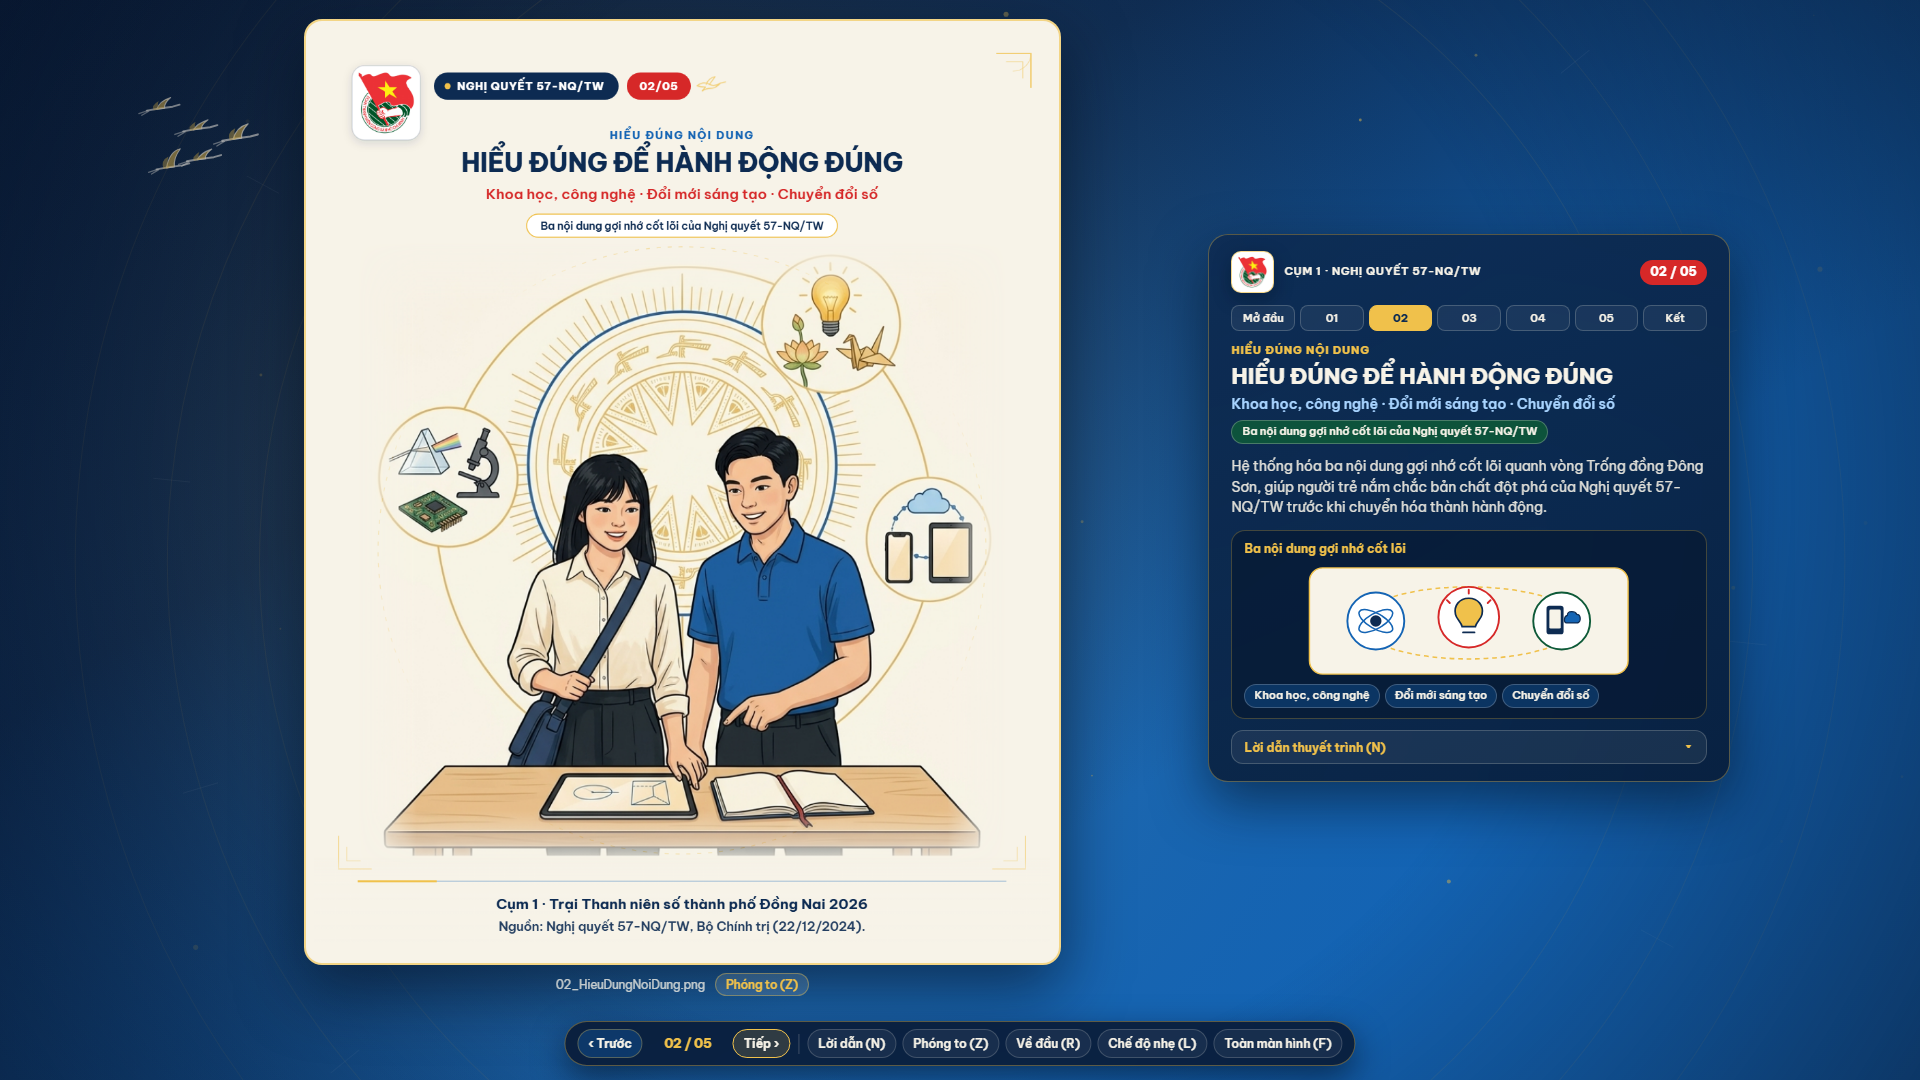 NGHỊ QUYẾT 57-NQ/TW
02/05
HIỂU ĐÚNG NỘI DUNG
HIỂU ĐÚNG ĐỂ HÀNH ĐỘNG ĐÚNG
Khoa học, công nghệ · Đổi mới sáng tạo · Chuyển đổi số
Ba nội dung gợi nhớ cốt lõi của Nghị quyết 57-NQ/TW
Cụm 1 · Trại Thanh niên số thành phố Đồng Nai 2026
Nguồn: Nghị quyết 57-NQ/TW, Bộ Chính trị (22/12/2024).
02_HieuDungNoiDung.png
Phóng to (Z)
CỤM 1 · NGHỊ QUYẾT 57-NQ/TW
02 / 05
Mở đầu
01
02
03
04
05
Kết
HIỂU ĐÚNG NỘI DUNG
HIỂU ĐÚNG ĐỂ HÀNH ĐỘNG ĐÚNG
Khoa học, công nghệ · Đổi mới sáng tạo · Chuyển đổi số
Ba nội dung gợi nhớ cốt lõi của Nghị quyết 57-NQ/TW
Hệ thống hóa ba nội dung gợi nhớ cốt lõi quanh vòng Trống đồng Đông
Sơn, giúp người trẻ nắm chắc bản chất đột phá của Nghị quyết 57-
NQ/TW trước khi chuyển hóa thành hành động.
Ba nội dung gợi nhớ cốt lõi
Khoa học, công nghệ
Đổi mới sáng tạo
Chuyển đổi số
Lời dẫn thuyết trình (N)
‹ Trước
02 / 05
Tiếp ›
Lời dẫn (N)
Phóng to (Z)
Về đầu (R)
Chế độ nhẹ (L)
Toàn màn hình (F)